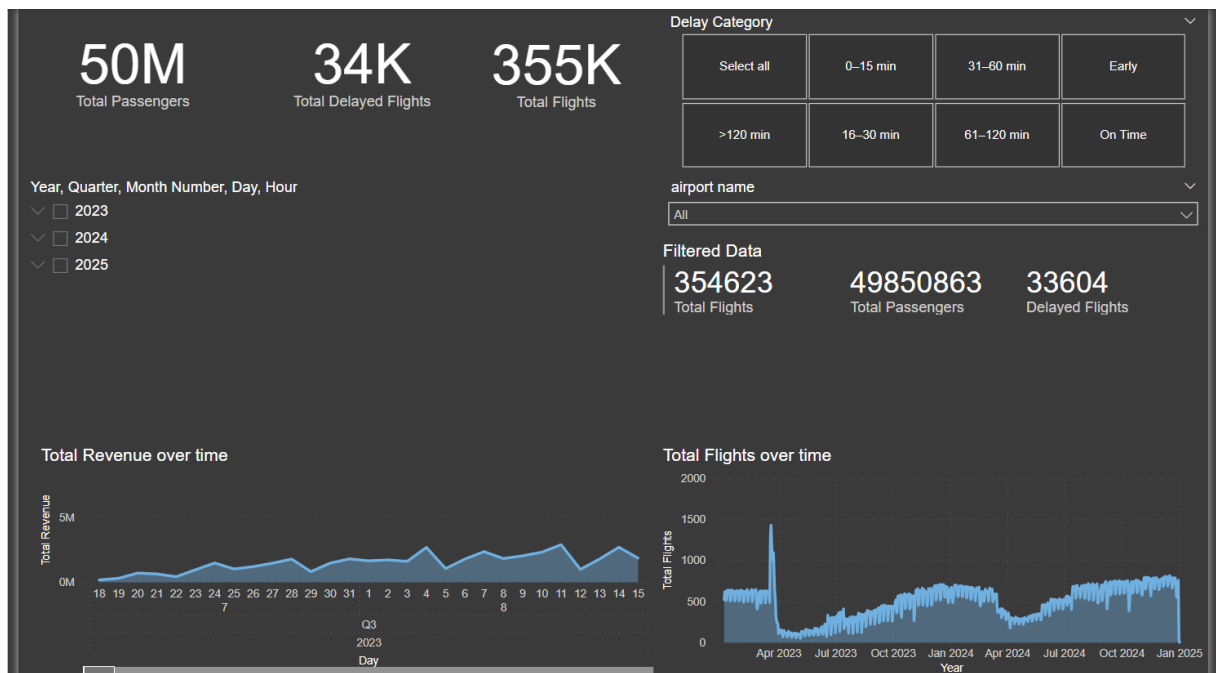 50M
Total Passengers
34K
Total Delayed Flights
355K
Total Flights
Delay Category
Select all
0–15 min
31–60 min
Early
>120 min
16–30 min
61–120 min
On Time
Year, Quarter, Month Number, Day, Hour
2023
2024
2025
airport name
All
Filtered Data
354623
Total Flights
49850863
Total Passengers
33604
Delayed Flights
Total Revenue over time
Total Revenue
5M
0M
18 19 20 21 22 23 24 25 26 27 28 29 30 31 1 2 3 4 5 6 7 8 9 10 11 12 13 14 15
7 8
Q3
2023
Day
Total Flights over time
Total Flights
2000
1500
1000
500
0
Apr 2023 Jul 2023 Oct 2023 Jan 2024 Apr 2024 Jul 2024 Oct 2024 Jan 2025
Year